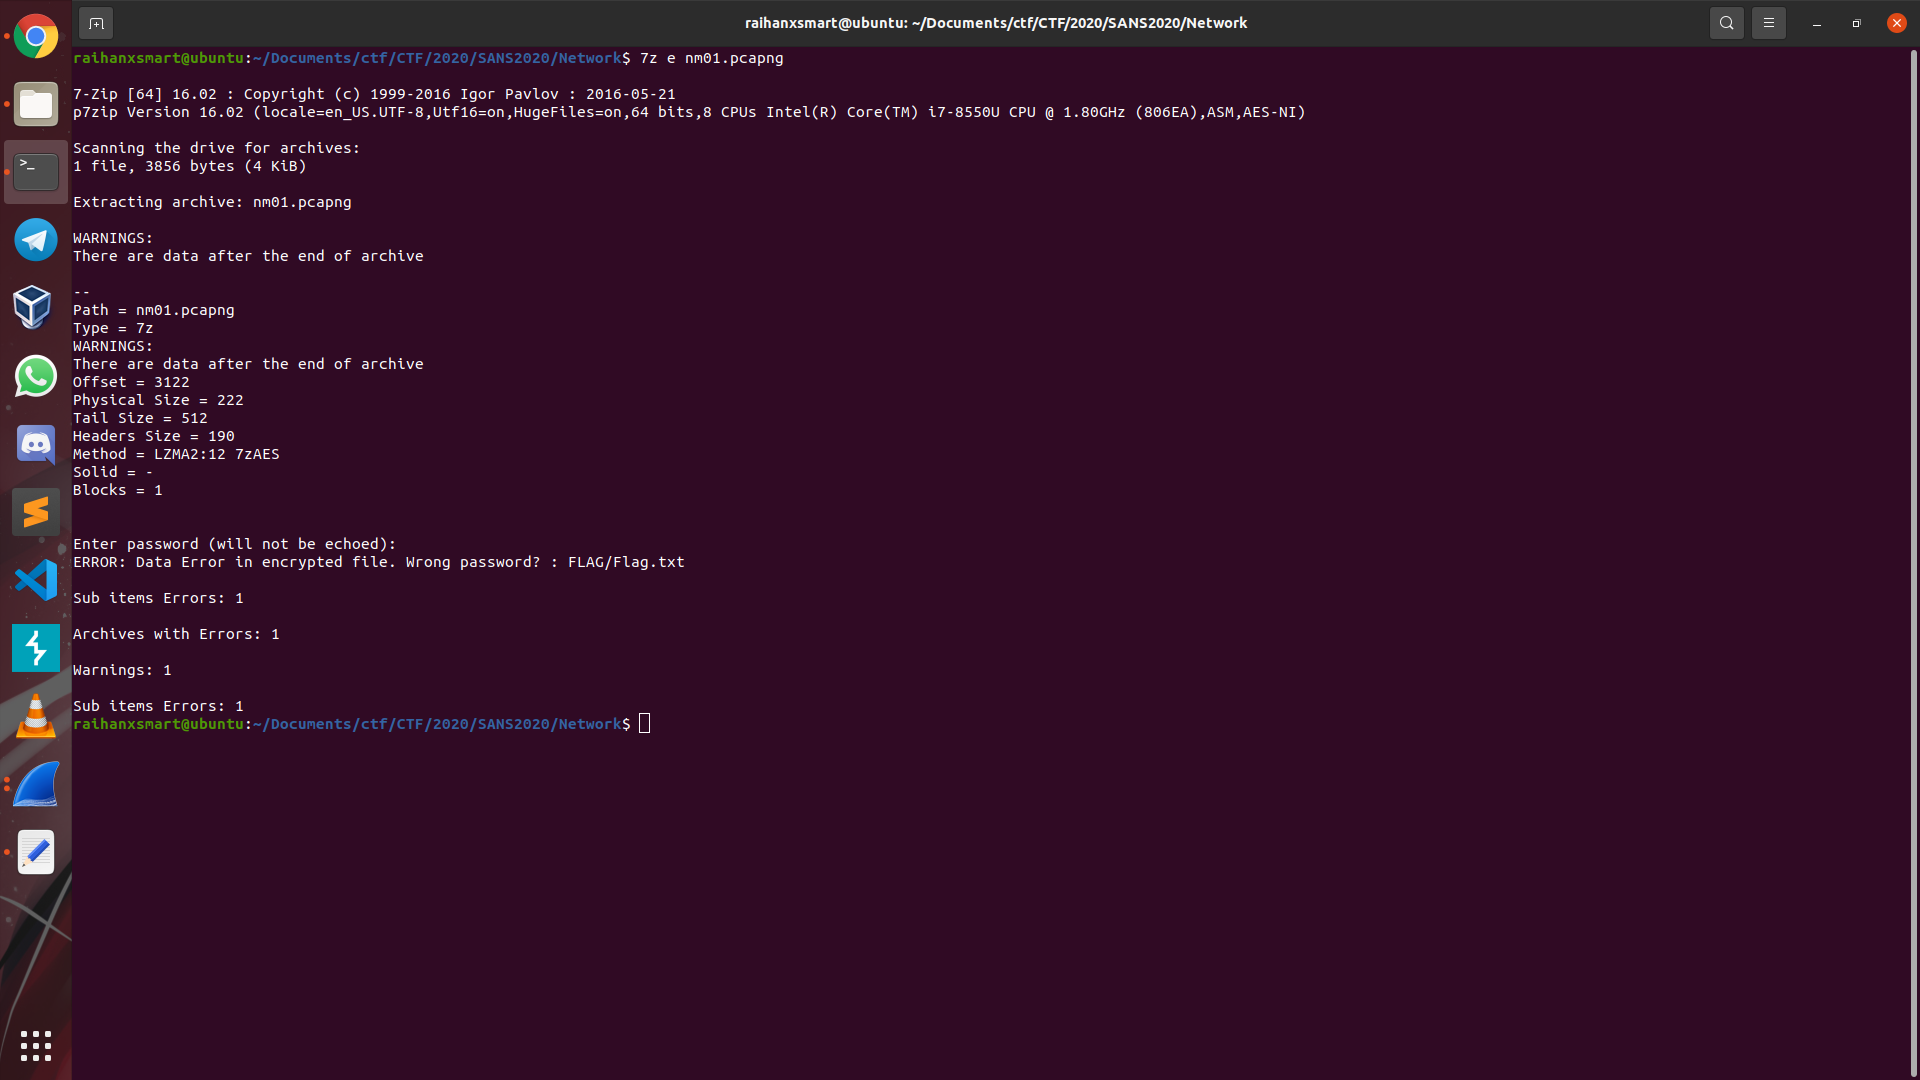 raihanxsmart@ubuntu: ~/Documents/ctf/CTF/2020/SANS2020/Network
raihanxsmart@ubuntu:~/Documents/ctf/CTF/2020/SANS2020/Network$ 7z e nm01.pcapng
7-Zip [64] 16.02 : Copyright (c) 1999-2016 Igor Pavlov : 2016-05-21
p7zip Version 16.02 (locale=en_US.UTF-8,Utf16=on,HugeFiles=on,64 bits,8 CPUs Intel(R) Core(TM) i7-8550U CPU @ 1.80GHz (806EA),ASM,AES-NI)
Scanning the drive for archives:
1 file, 3856 bytes (4 KiB)
Extracting archive: nm01.pcapng
WARNINGS:
There are data after the end of archive
--
Path = nm01.pcapng
Type = 7z
WARNINGS:
There are data after the end of archive
Offset = 3122
Physical Size = 222
Tail Size = 512
Headers Size = 190
Method = LZMA2:12 7zAES
Solid = -
Blocks = 1
Enter password (will not be echoed):
ERROR: Data Error in encrypted file. Wrong password? : FLAG/Flag.txt
Sub items Errors: 1
Archives with Errors: 1
Warnings: 1
Sub items Errors: 1
raihanxsmart@ubuntu:~/Documents/ctf/CTF/2020/SANS2020/Network$